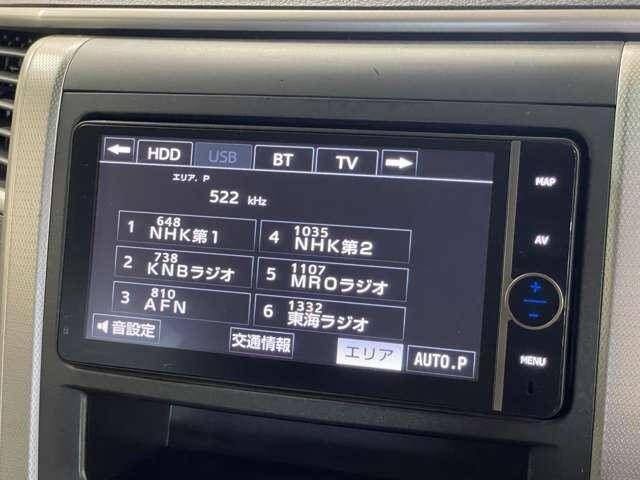 HDD USB BT TV
エリア. P
522 kHz
1 648 NHK第1
4 1035 NHK第2
2 738 KNBラジオ
5 1107 MROラジオ
3 810 AFN
6 1332 東海ラジオ
音設定 交通情報 エリア AUTO.P
MAP
AV
+
-
MENU